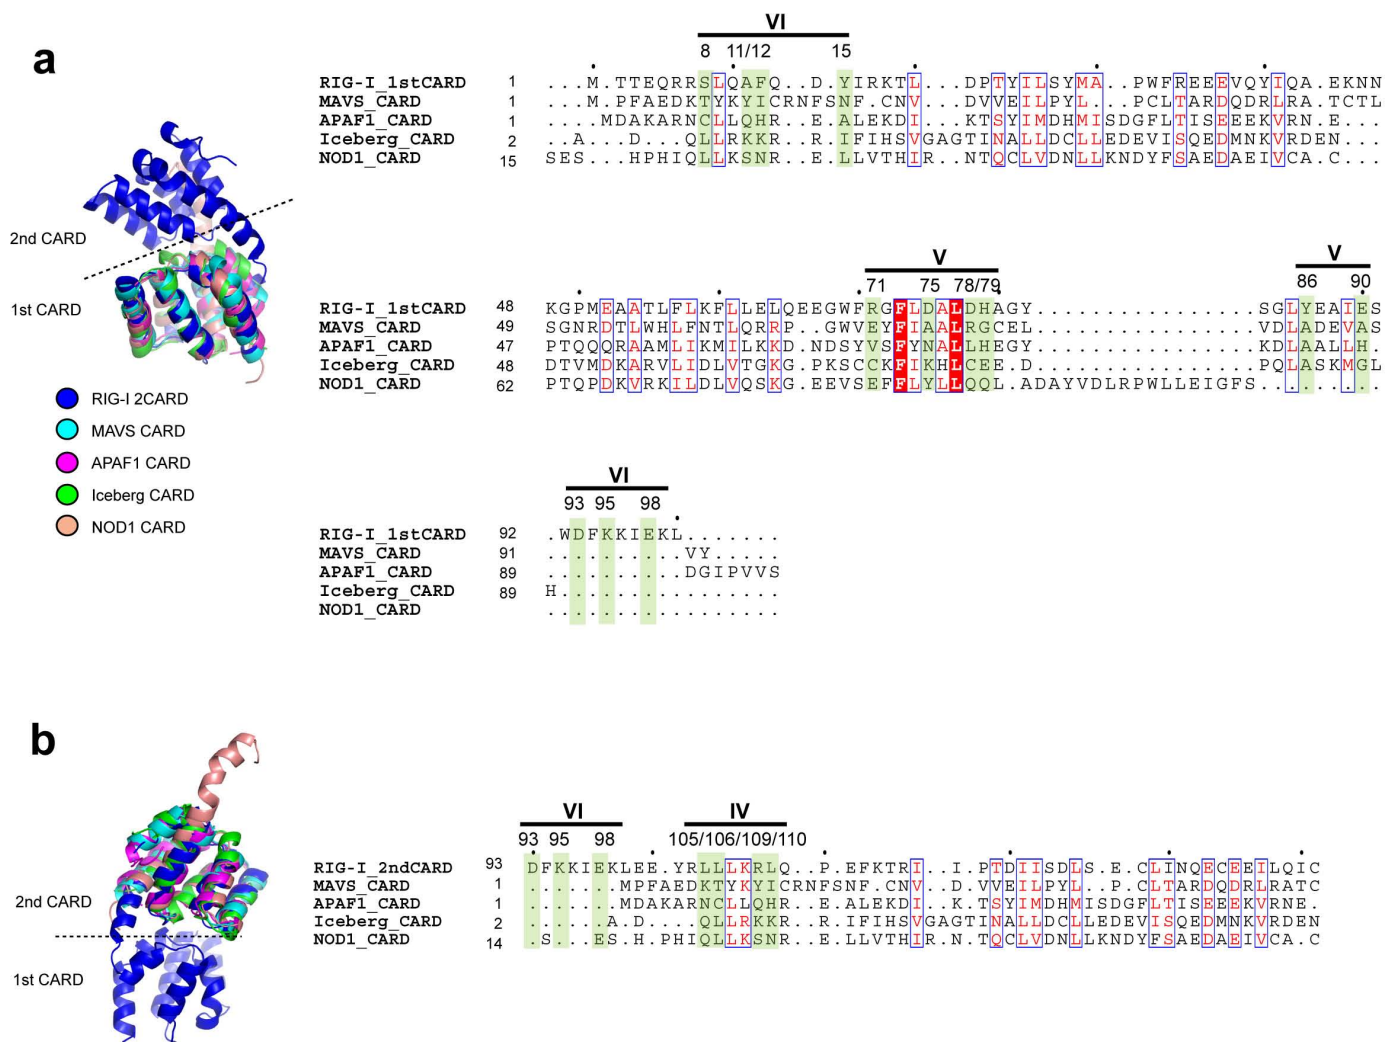 a
2nd CARD
1st CARD
RIG-I 2CARD
MAVS CARD
APAF1 CARD
Iceberg CARD
NOD1 CARD
VI
8 11/12 15
RIG-I_1stCARD 1 ...M.TTEQRRSLQAFQ..D.YIRKTL...DPTYILSYMA..PWFREEEVQYIQA.EKNN
MAVS_CARD 1 ...M.PFAEDKTYKYICRNFSNF.CNV...DVVEILPYL...PCLTARDQDRLRA.TCTL
APAF1_CARD 1 ....MDAKARNCLLQHR..E.ALEKDI...KTSYIMDHMISDGFLTISEEEKVRN.E...
Iceberg_CARD 2 ..A...D...QLLRKK..R.IFIHSVGAGTINALLDCLLEDEVISQEDMNKVRDEN....
NOD1_CARD 15 SES...HPHIQLLKSNR..E.LLVTHIR..NTQCLVDNLLKNDYFSAEDAEIVCA.C...
V V
71 75 78/79 86 90
RIG-I_1stCARD 48 KGPMEAATLFLKFLLELQEEGWFRGFLDALDHAGY................SGLYEAIES
MAVS_CARD 49 SGNRDTLWHLFNTLQRRP..GWVEYFIAALRGCEL................VDLADEVAS
APAF1_CARD 47 PTQQQRAAMLIKMILKKD.NDSYVSFYNALLHEGY................KDLAALLH.
Iceberg_CARD 48 DTVMDKARVLIDLVTGKG.PKSCCKFIKHLCEE.D................PQLASKMGL
NOD1_CARD 62 PTQPDKVRKILDLVQSKG.EEVSEFFLYLLQQL.ADAYVDLRPWLLEIGFS.........
VI
93 95 98
RIG-I_1stCARD 92 .WDFKKIEKL.......
MAVS_CARD 91 ..........VY.....
APAF1_CARD 89 ..........DGIPVVS
Iceberg_CARD 89 H................
NOD1_CARD .................
b
2nd CARD
1st CARD
VI IV
93 95 98 105/106/109/110
RIG-I_2ndCARD 93 DFKKIEKLEE.YRLLLKRLQ..P.EFKTRI..I.PTDIISDLS.E.CLINQECEEILQIC
MAVS_CARD 1 .......MPFAEDKTYKYICRNFSNF.CNV..D.VVEILPYL..P.CLTARDQDRLRATC
APAF1_CARD 1 .......MDAKARNCLLQHR..E.ALEKDI..K.TSYIMDHMISDGFLTISEEEKVRNE.
Iceberg_CARD 2 ......A.D....QLLRKKR..R.IFIHSVGAGTINALLDCLLEDEVISQEDMNKVRDEN
NOD1_CARD 14 .S...ES.H.PHIQLLKSNR..E.LLVTHIR.N.TQCLVDNLLKNDYFSAEDAEIVCA.C